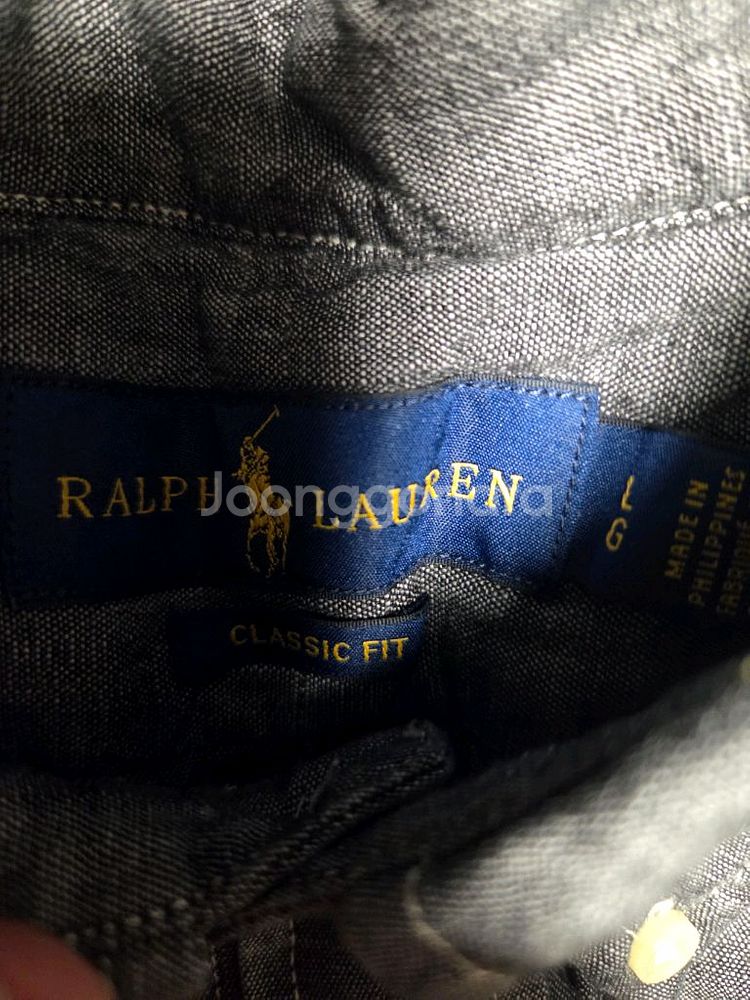 RALPH LAUREN
Joonggonara
CLASSIC FIT
L
G
MADE IN
PHILIPPINES